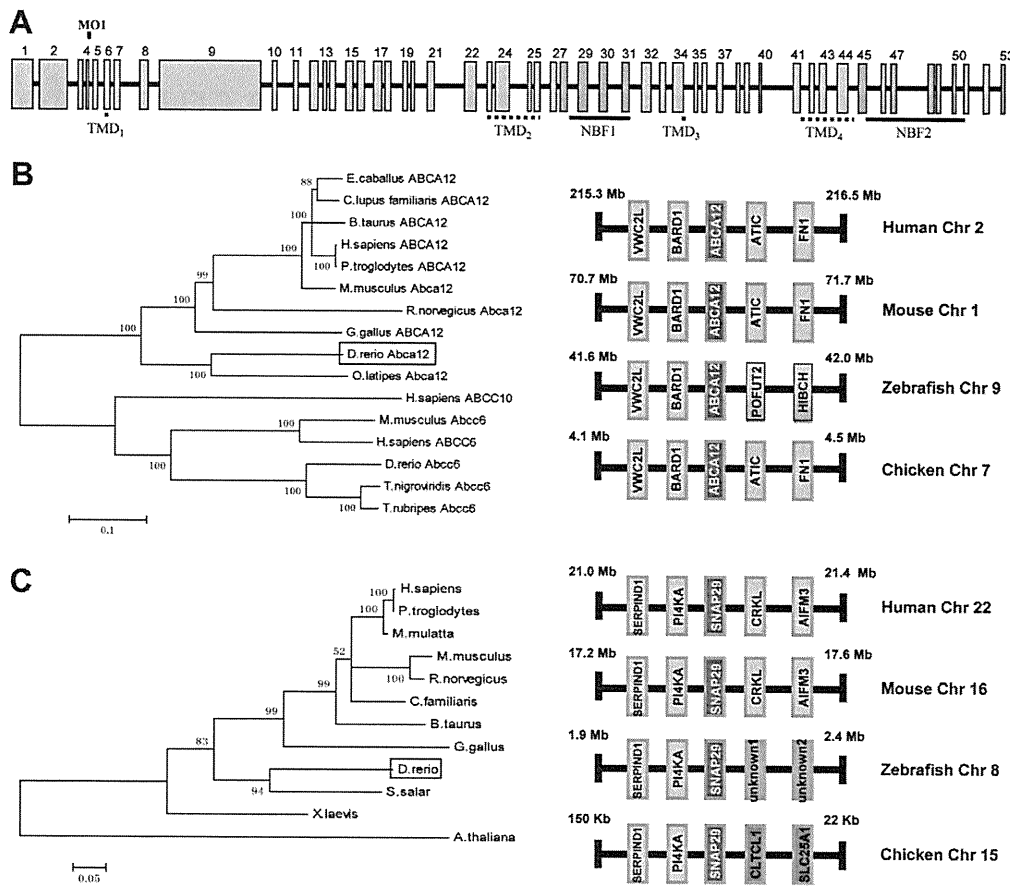 A
MO1
1 2 4 5 6 7 8 9 10 11 13 15 17 19 21 22 24 25 27 29 30 31 32 34 37 40 41 43 44 45 47 50 53
TMD1 TMD2 NBF1 TMD3 TMD4 NBF2
B
E.caballus ABCA12
C.lupus familiaris ABCA12
B.taurus ABCA12
H.sapiens ABCA12
P.troglodytes ABCA12
M.musculus Abca12
R.norvegicus Abca12
G.gallus ABCA12
D.rerio Abca12
O.latipes Abca12
H.sapiens ABCC10
M.musculus Abcc6
H.sapiens ABCC6
D.rerio Abcc6
T.nigroviridis Abcc6
T.rubripes Abcc6
88
100
100
100
99
100
100
100
100
100
100
100
0.1
215.3 Mb 216.5 Mb
VWC2L BARD1 ABCA12 ATIC FN1
Human Chr 2
70.7 Mb 71.7 Mb
VWC2L BARD1 ABCA12 ATIC FN1
Mouse Chr 1
41.6 Mb 42.0 Mb
VWC2L BARD1 ABCA12 POFUT2 HIBCH
Zebrafish Chr 9
4.1 Mb 4.5 Mb
VWC2L BARD1 ABCA12 ATIC FN1
Chicken Chr 7
C
H.sapiens
P.troglodytes
M.mulatta
M.musculus
R.norvegicus
C.familiaris
B.taurus
G.gallus
D.rerio
S.salar
X.laevis
A.thaliana
100
100
52
100
99
99
83
94
0.05
21.0 Mb 21.4 Mb
SERPIND1 PI4KA SNAP29 CRKL AIFM3
Human Chr 22
17.2 Mb 17.6 Mb
SERPIND1 PI4KA SNAP29 CRKL AIFM3
Mouse Chr 16
1.9 Mb 2.4 Mb
SERPIND1 PI4KA SNAP29 unknown1 unknown2
Zebrafish Chr 8
150 Kb 22 Kb
SERPIND1 PI4KA SNAP29 CLTCL1 SLC25A1
Chicken Chr 15